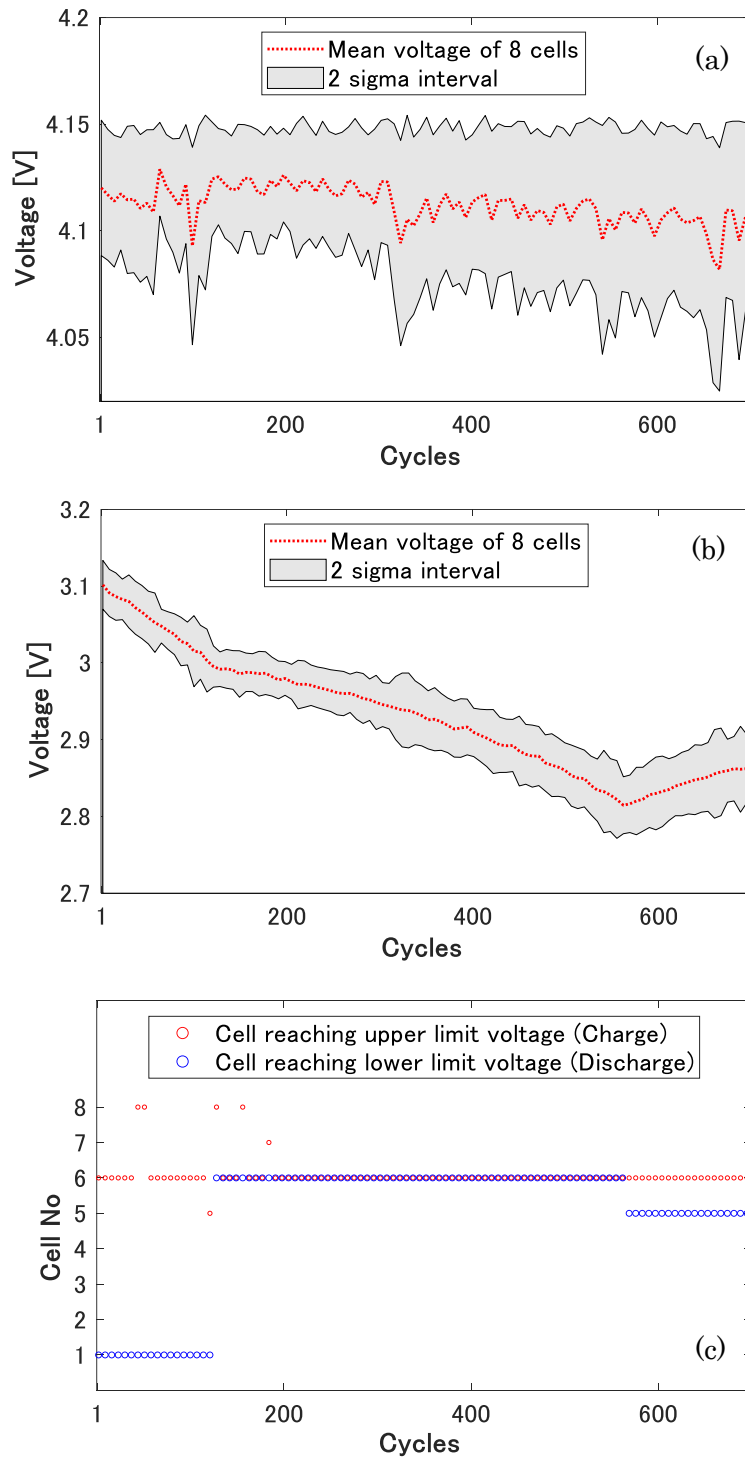 4.2
Mean voltage of 8 cells
(a)
2 sigma interval
4.15
Voltage [V]
4.1
4.05
1
200
400
600
Cycles
3.2
Mean voltage of 8 cells
(b)
2 sigma interval
3.1
3
Voltage [V]
2.9
2.8
2.7
1
200
400
600
Cycles
Cell reaching upper limit voltage (Charge)
Cell reaching lower limit voltage (Discharge)
8
7
6
5
Cell No
4
3
2
1
(c)
1
200
400
600
Cycles